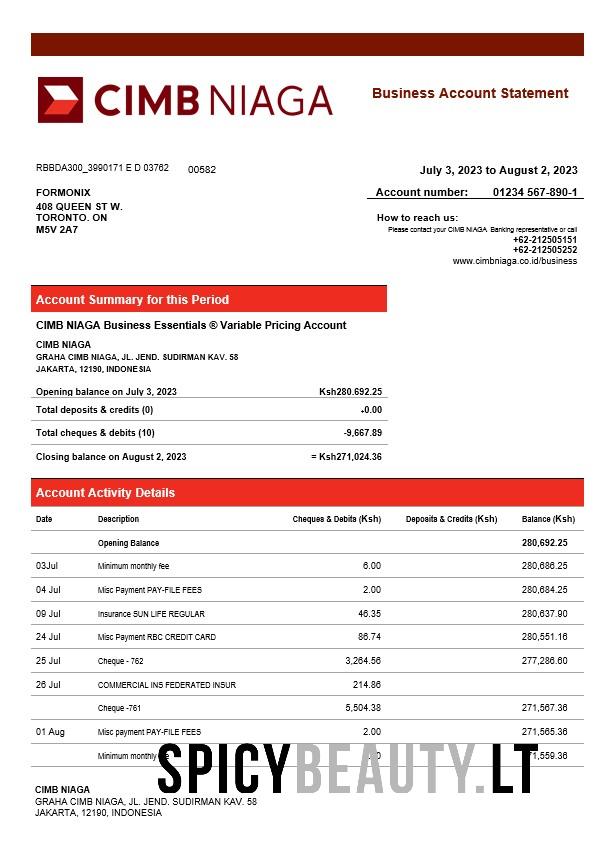 CIMB NIAGA
Business Account Statement
RBBDA300_3990171 E D 03762 00582
July 3, 2023 to August 2, 2023
FORMONIX
Account number: 01234 567-890-1
408 QUEEN ST W.
TORONTO. ON
M5V 2A7
How to reach us:
Please contact your CIMB NIAGA Banking representative or call
+62-212505151
+62-212505252
www.cimbniaga.co.id/business
Account Summary for this Period
CIMB NIAGA Business Essentials ® Variable Pricing Account
CIMB NIAGA
GRAHA CIMB NIAGA, JL. JEND. SUDIRMAN KAV. 58
JAKARTA, 12190, INDONESIA
Opening balance on July 3, 2023 Ksh280.692.25
Total deposits & credits (0) +0.00
Total cheques & debits (10) -9,667.89
Closing balance on August 2, 2023 = Ksh271,024.36
Account Activity Details
Date Description Cheques & Debits (Ksh) Deposits & Credits (Ksh) Balance (Ksh)
Opening Balance 280,692.25
03Jul Minimum monthly fee 6.00 280,686.25
04 Jul Misc Payment PAY-FILE FEES 2.00 280,684.25
09 Jul Insurance SUN LIFE REGULAR 46.35 280,637.90
24 Jul Misc Payment RBC CREDIT CARD 86.74 280,551.16
25 Jul Cheque - 762 3,264.56 277,286.60
26 Jul COMMERCIAL INS FEDERATED INSUR 214.86
Cheque -761 5,504.38 271,567.36
01 Aug Misc payment PAY-FILE FEES 2.00 271,565.36
Minimum monthly
SPICYBEAUTY.LT
CIMB NIAGA
GRAHA CIMB NIAGA, JL. JEND. SUDIRMAN KAV. 58
JAKARTA, 12190, INDONESIA